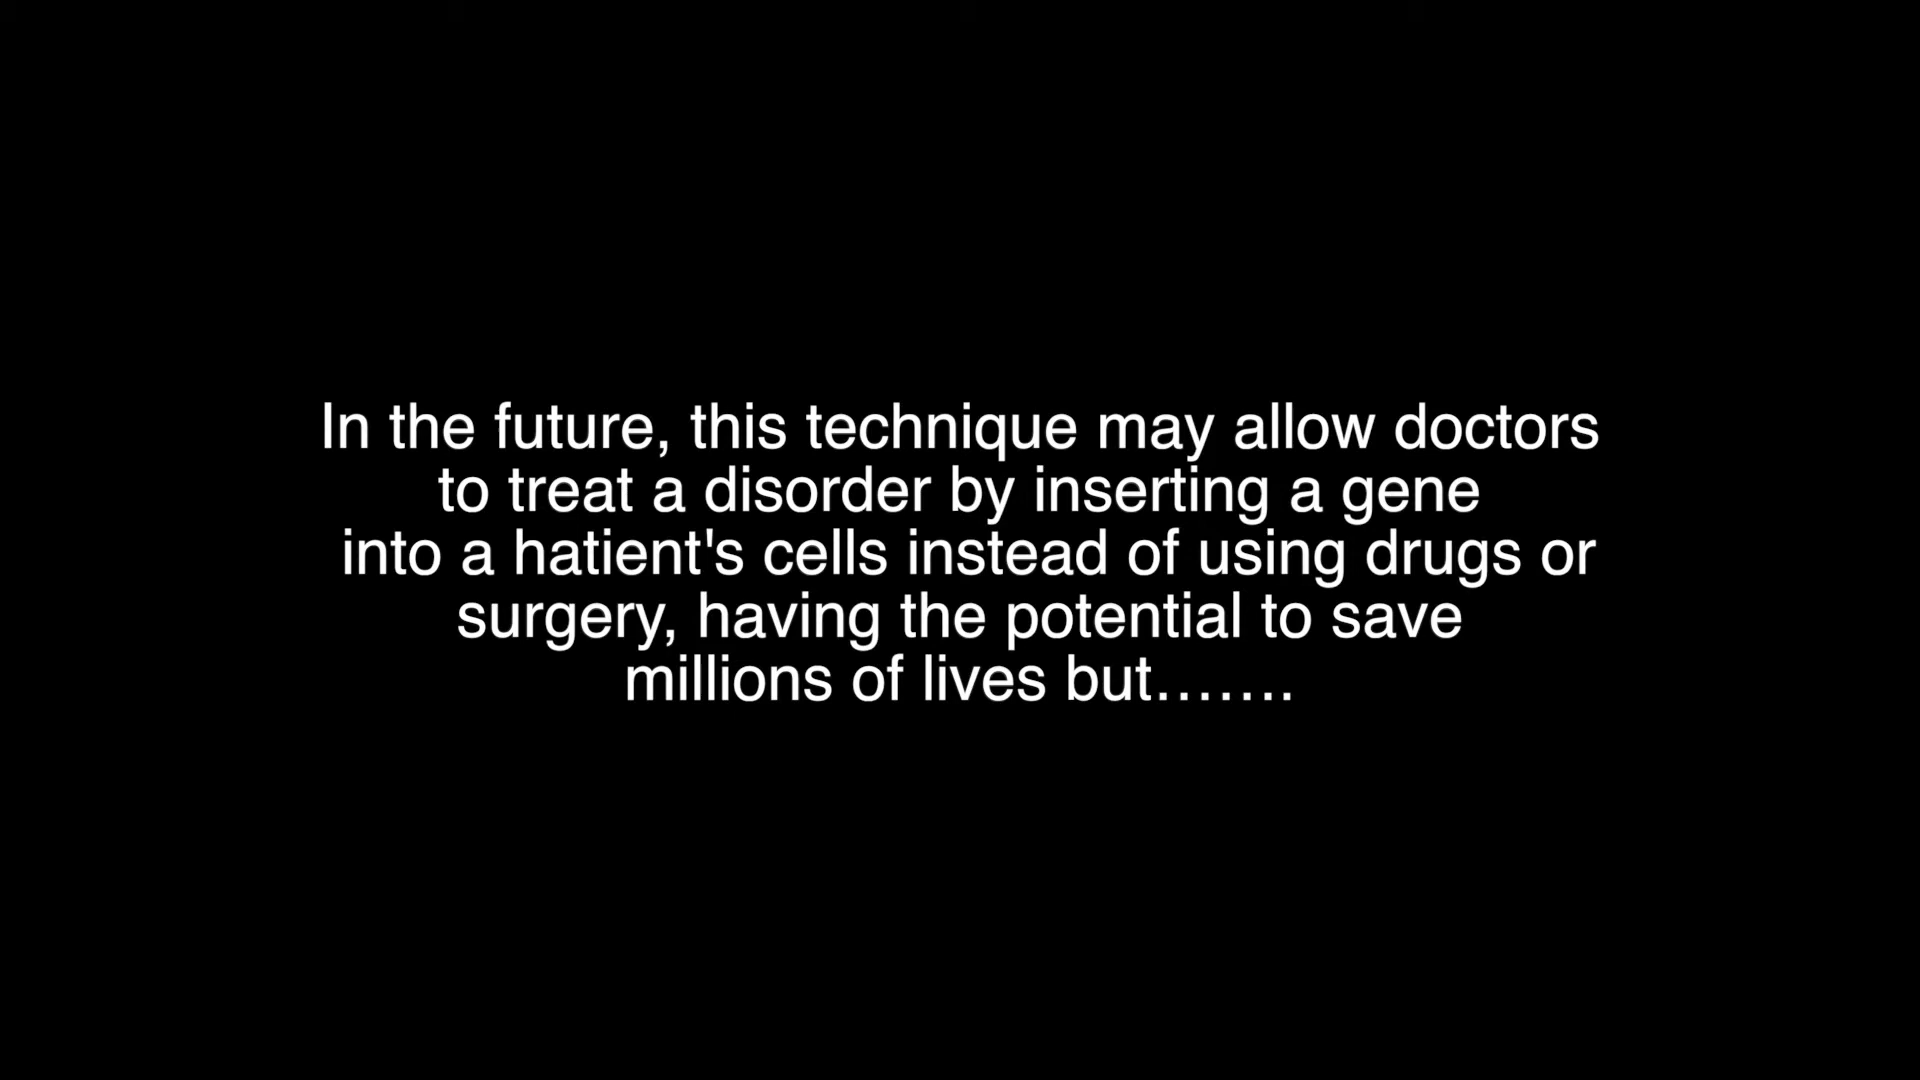 In the future, this technique may allow doctors
to treat a disorder by inserting a gene
into a hatient's cells instead of using drugs or
surgery, having the potential to save
millions of lives but.......